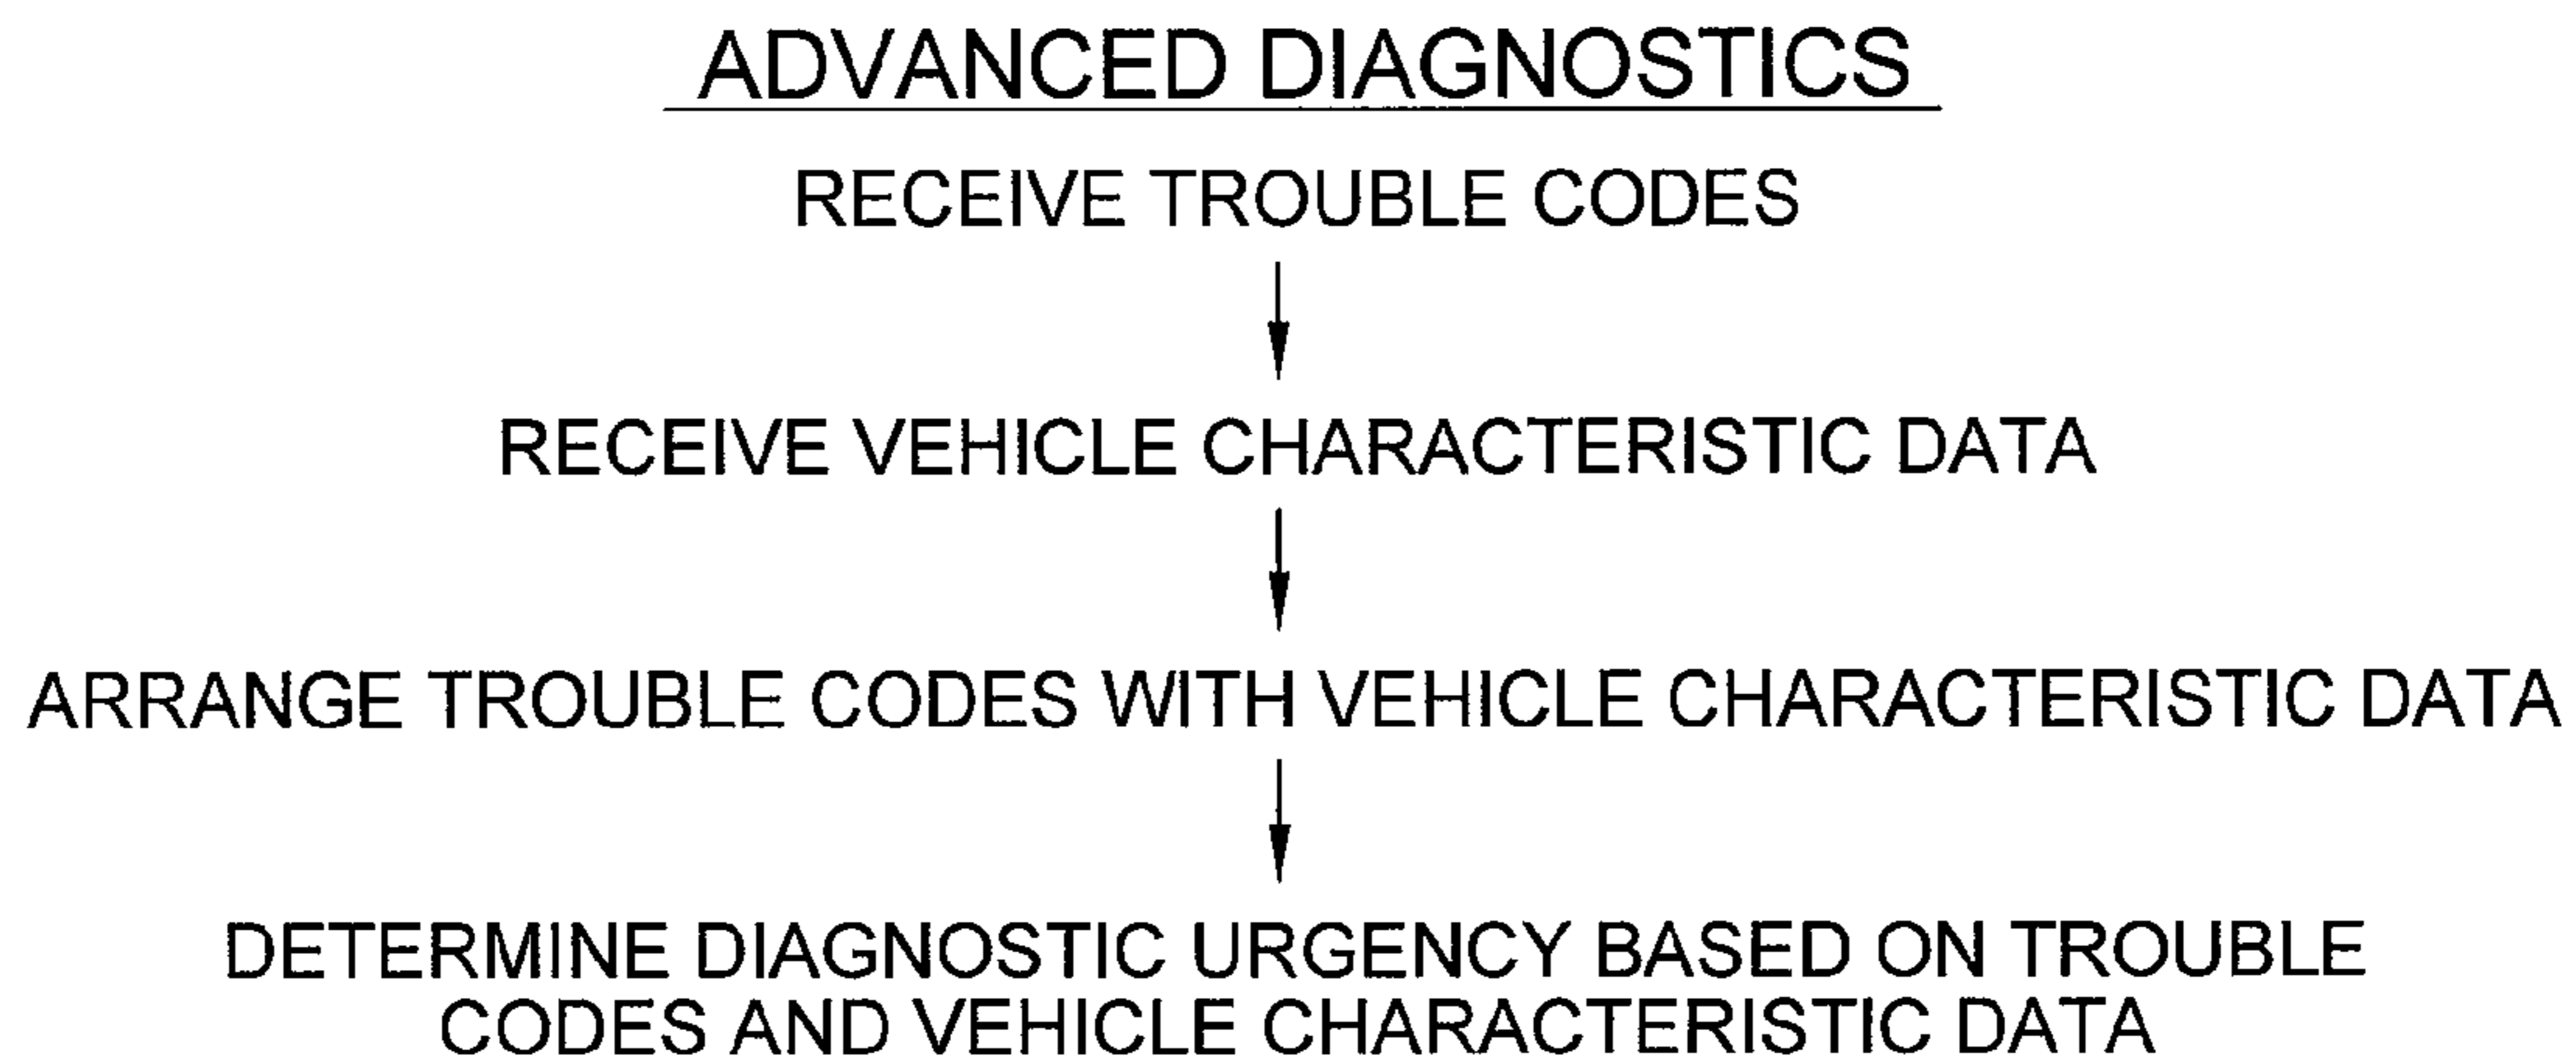 ADVANCED DIAGNOSTICS
RECEIVE TROUBLE CODES
RECEIVE VEHICLE CHARACTERISTIC DATA
ARRANGE TROUBLE CODES WITH VEHICLE CHARACTERISTIC DATA
DETERMINE DIAGNOSTIC URGENCY BASED ON TROUBLE
CODES AND VEHICLE CHARACTERISTIC DATA